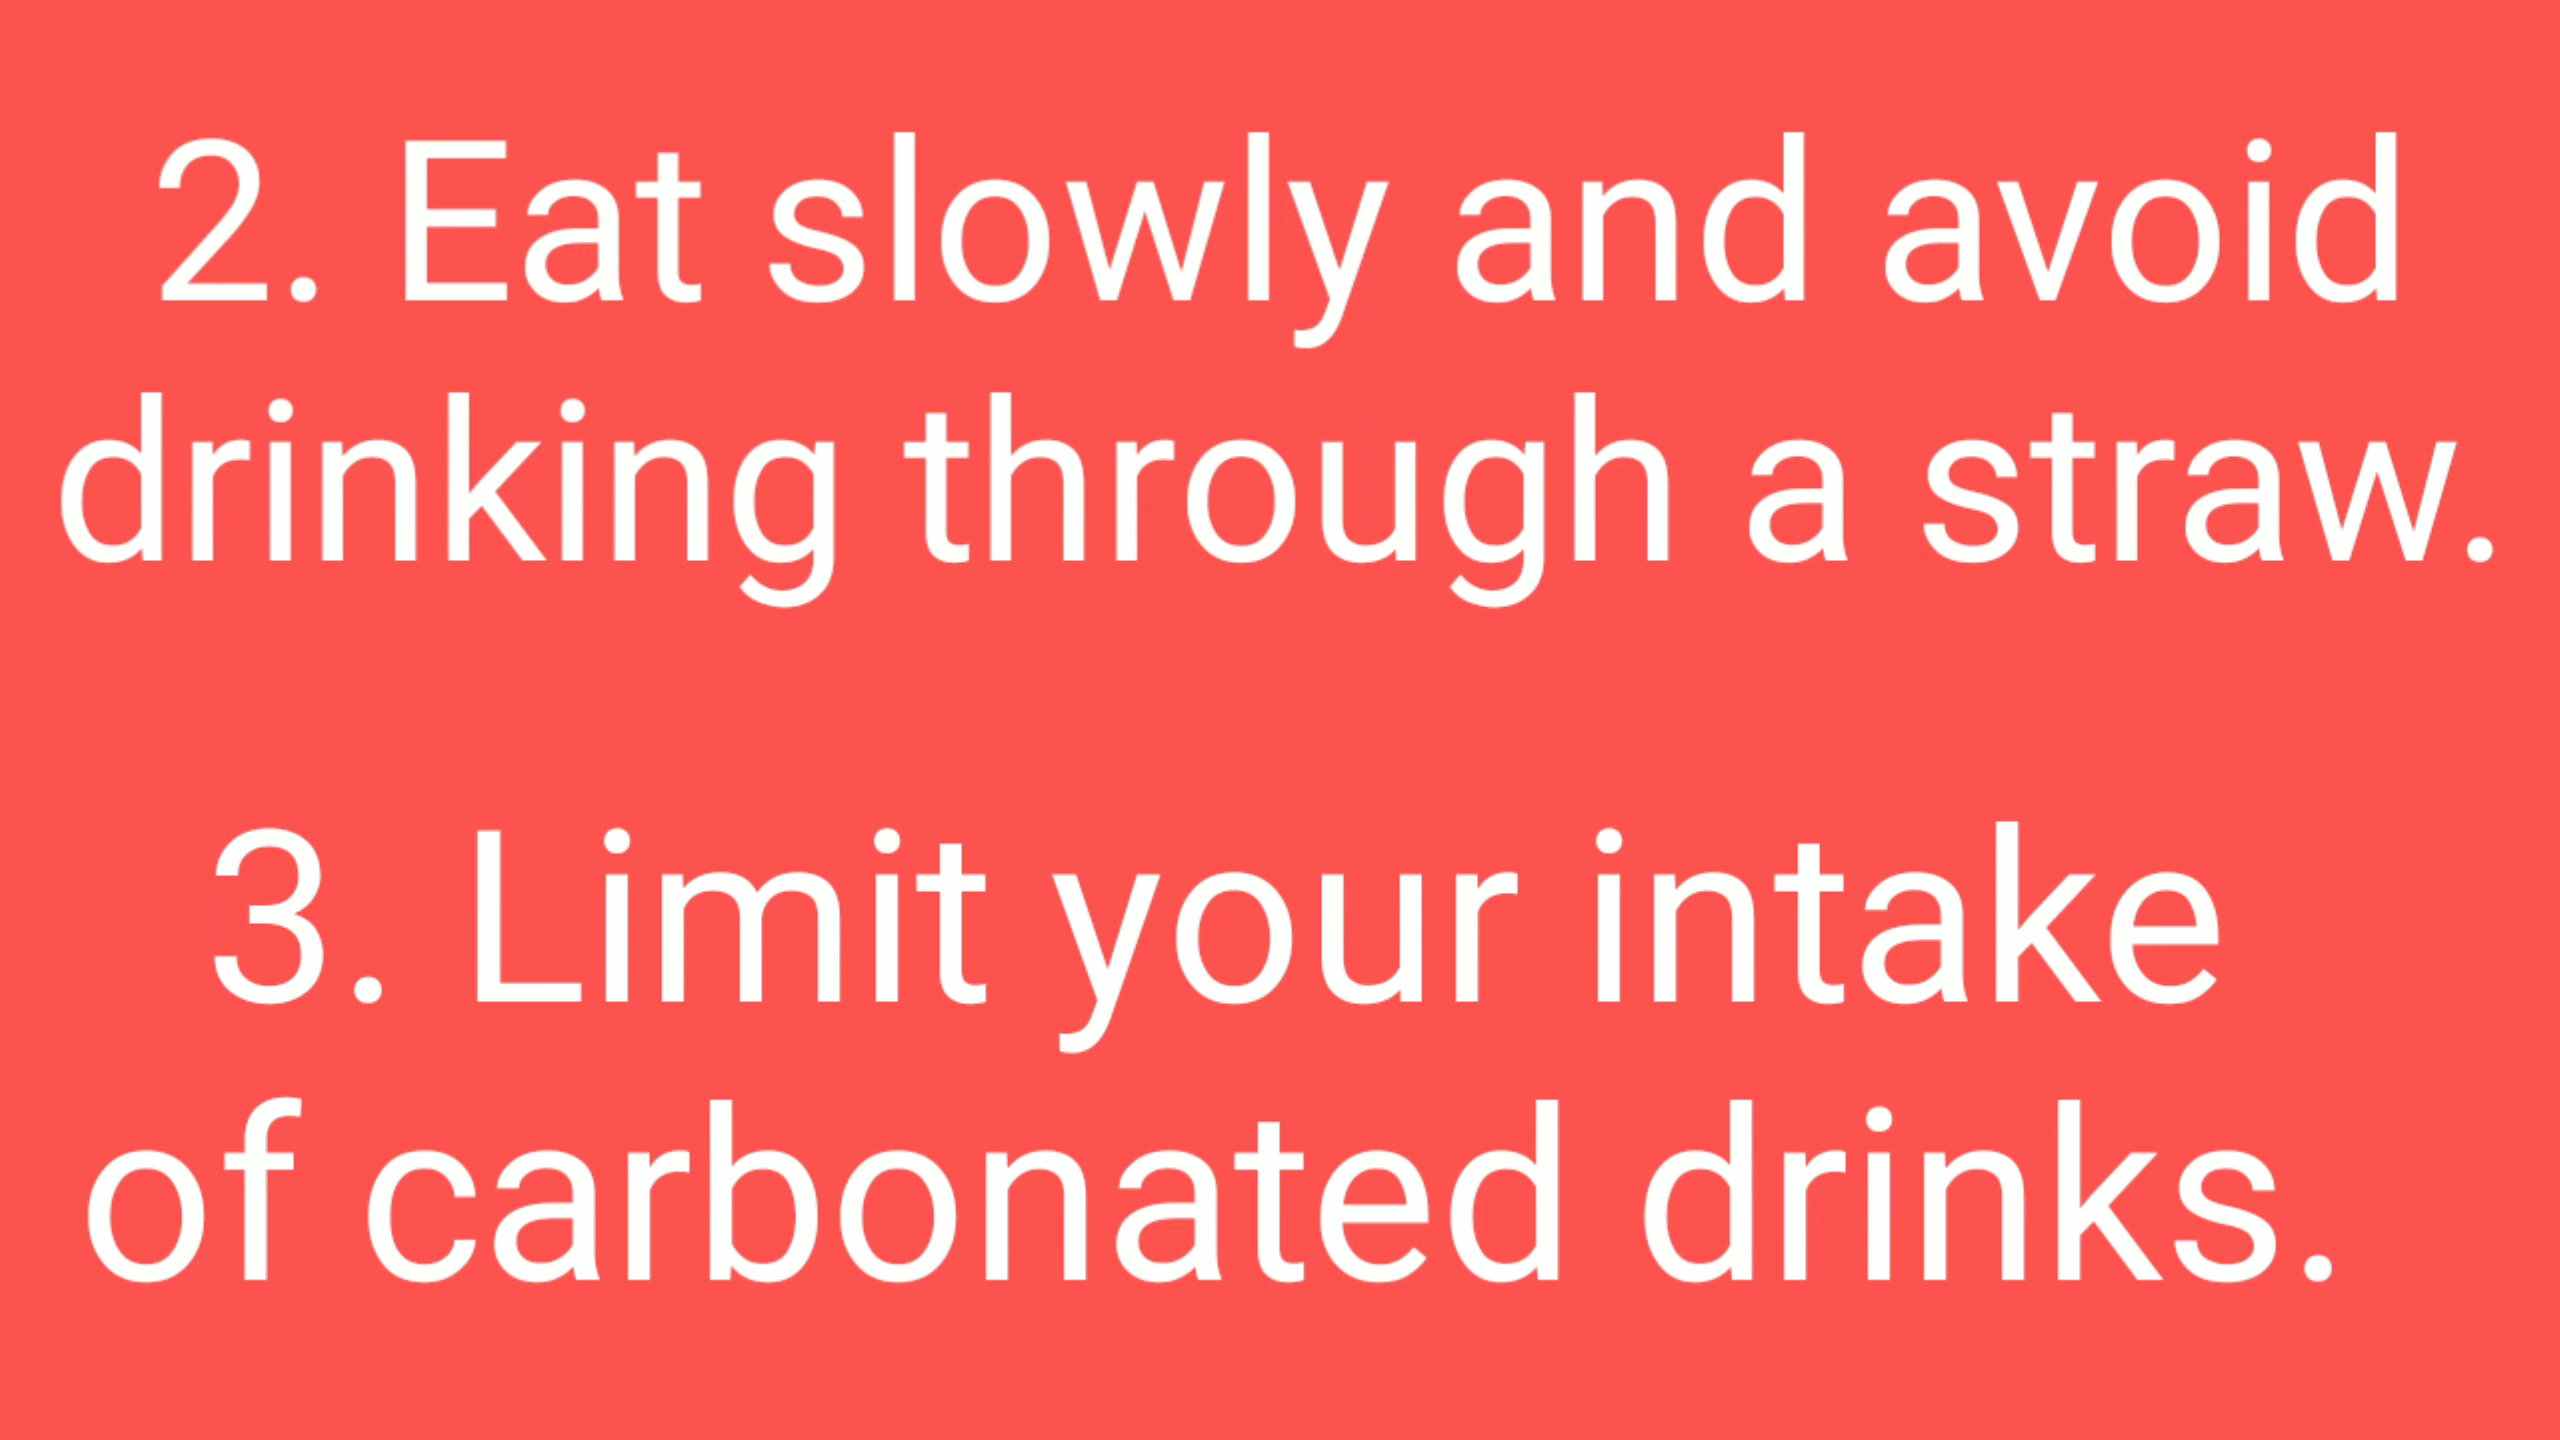 2. Eat slowly and avoid
drinking through a straw.
3. Limit your intake
of carbonated drinks.